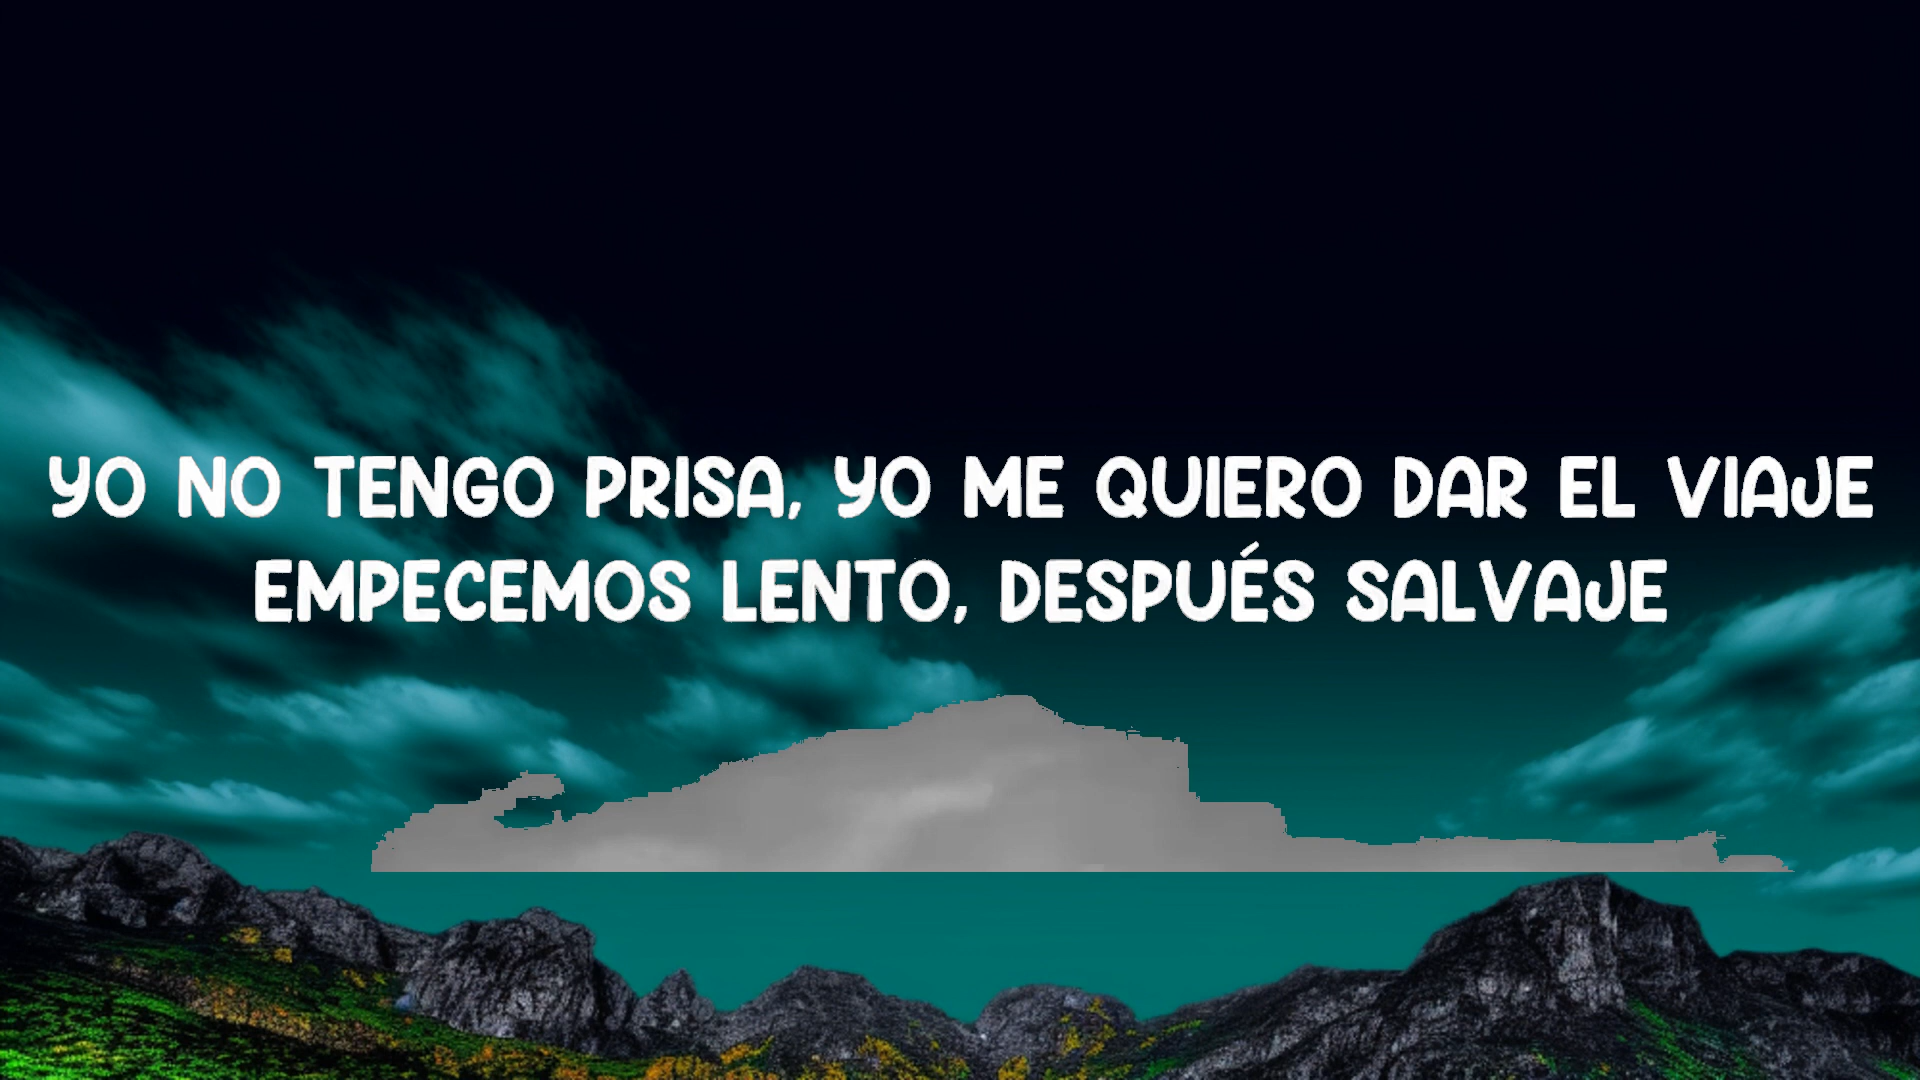 YO NO TENGO PRISA, YO ME QUIERO DAR EL VIAJE
EMPECEMOS LENTO, DESPUÉS SALVAJE